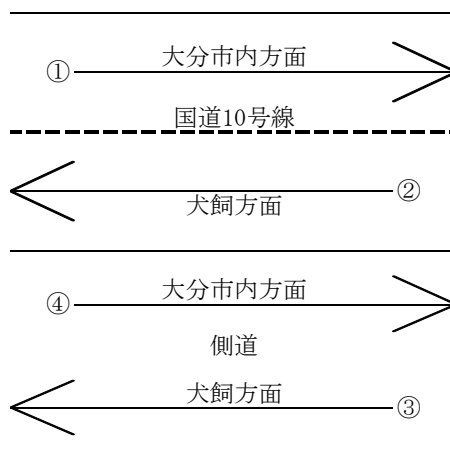 大分市内方面
①
国道10号線
②
犬飼方面
大分市内方面
④
側道
犬飼方面
③